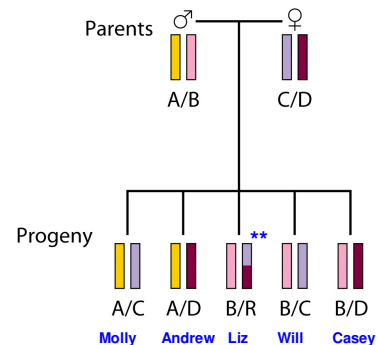 Parents ♂ ♀
A/B C/D
Progeny **
A/C A/D B/R B/C B/D
Molly Andrew Liz Will Casey